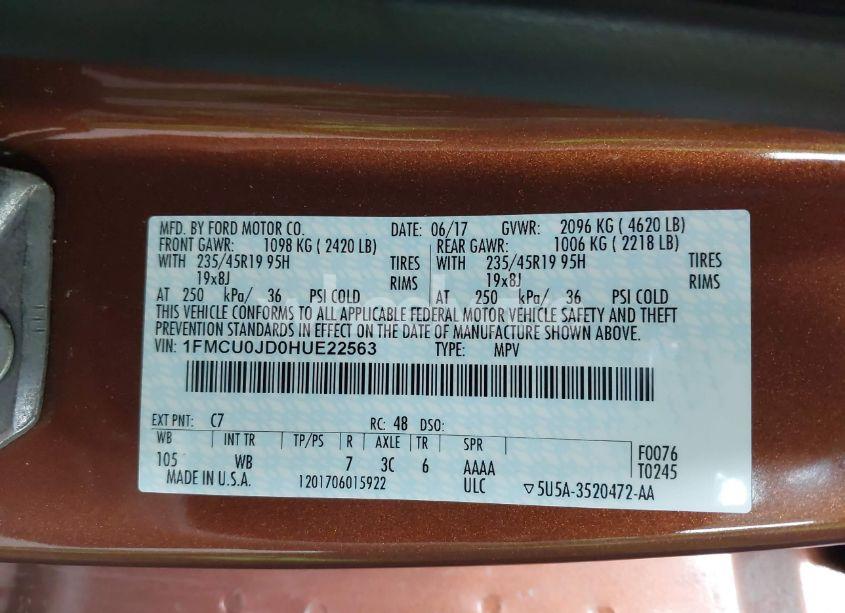 MFD. BY FORD MOTOR CO. DATE: 06/17 GVWR: 2096 KG ( 4620 LB)
FRONT GAWR: 1098 KG ( 2420 LB) REAR GAWR: 1006 KG ( 2218 LB)
WITH 235/45R19 95H TIRES WITH 235/45R19 95H TIRES
19x8J RIMS 19x8J RIMS
AT 250 kPa/ 36 PSI COLD AT 250 kPa/ 36 PSI COLD
THIS VEHICLE CONFORMS TO ALL APPLICABLE FEDERAL MOTOR VEHICLE SAFETY AND THEFT
PREVENTION STANDARDS IN EFFECT ON THE DATE OF MANUFACTURE SHOWN ABOVE.
VIN: 1FMCU0JD0HUE22563 TYPE: MPV
EXT PNT: C7 RC: 48 DSO:
WB INT TR TP/PS R AXLE TR SPR F0076
105 WB 7 3C 6 AAAA T0245
MADE IN U.S.A. 1201706015922 ULC ▽5U5A-3520472-AA